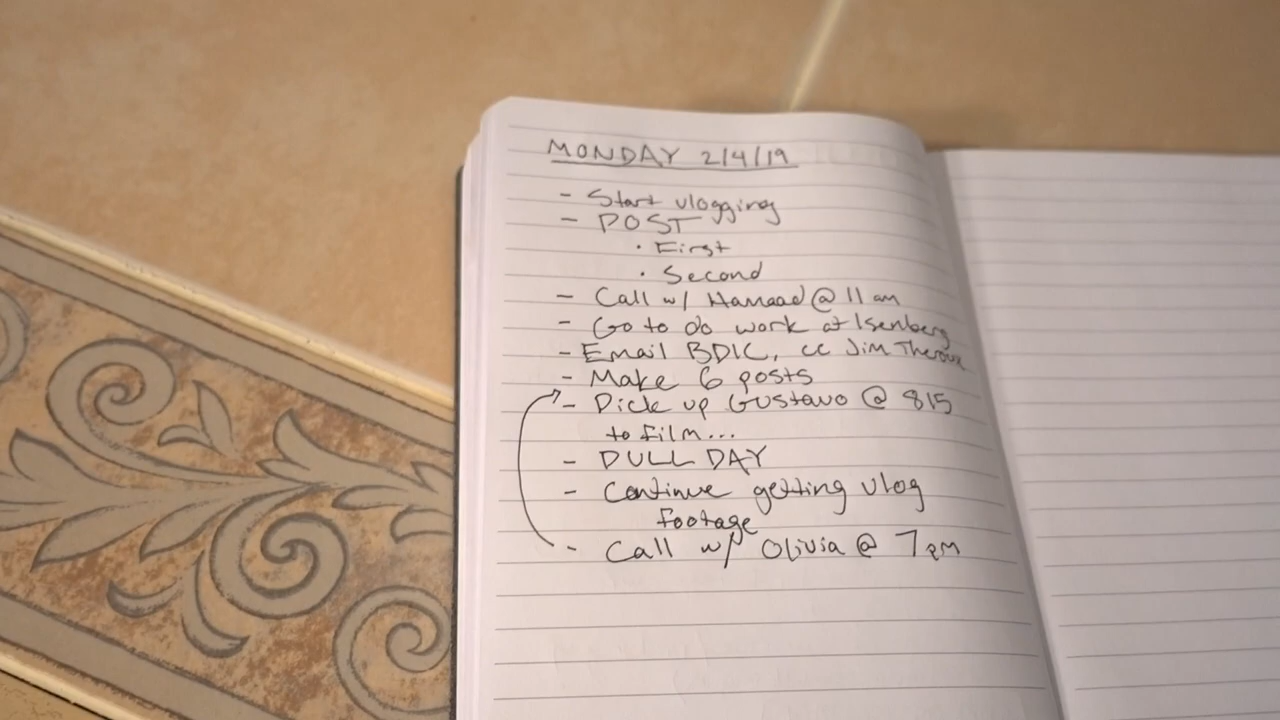 MONDAY 2/4/19
- Start vlogging
- POST
• First
• Second
- Call w/ Hamaad @ 11 am
- Go to do work at Isenberg
- Email BDIC, cc Jim Theroux
- Make 6 posts
- Pick up Gustavo @ 815
to film...
- DULL DAY
- Continue getting vlog
footage
- Call w/ Olivia @ 7pm